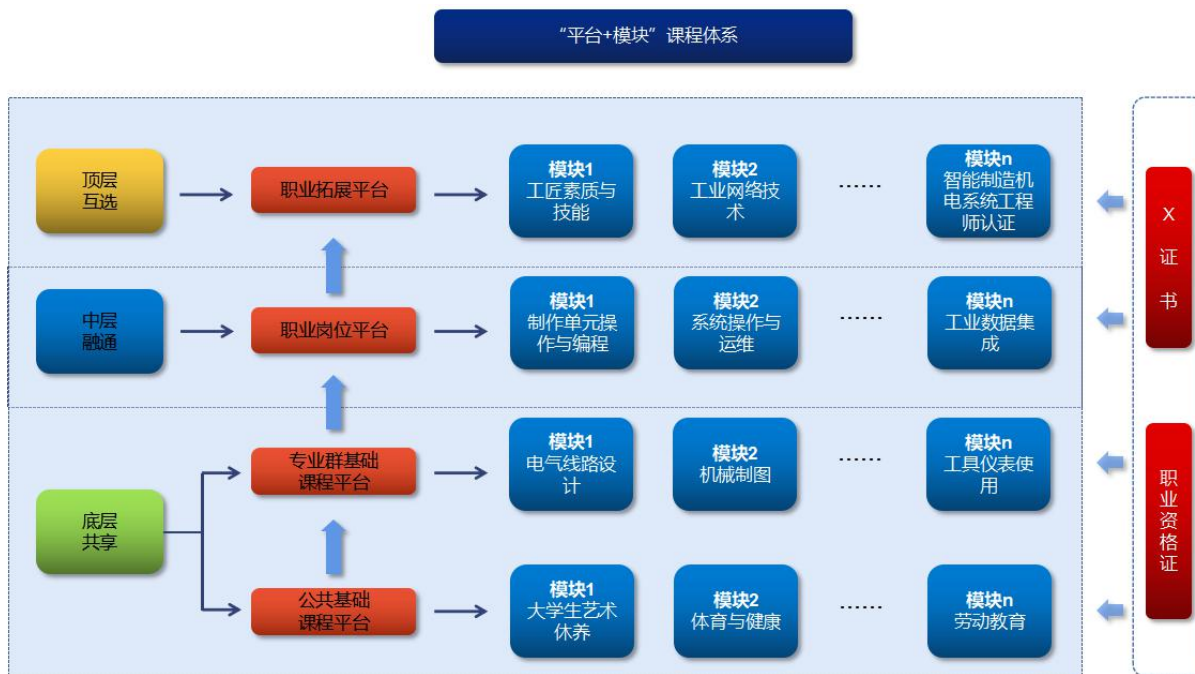 “平台+模块”课程体系
顶层
互选
职业拓展平台
模块1
工匠素质与
技能
模块2
工业网络技
术
······
模块n
智能制造机
电系统工程
师认证
中层
融通
职业岗位平台
模块1
制作单元操
作与编程
模块2
系统操作与
运维
······
模块n
工业数据集
成
底层
共享
专业群基础
课程平台
模块1
电气线路设
计
模块2
机械制图
······
模块n
工具仪表使
用
公共基础
课程平台
模块1
大学生艺术
休养
模块2
体育与健康
······
模块n
劳动教育
X
证
书
职
业
资
格
证